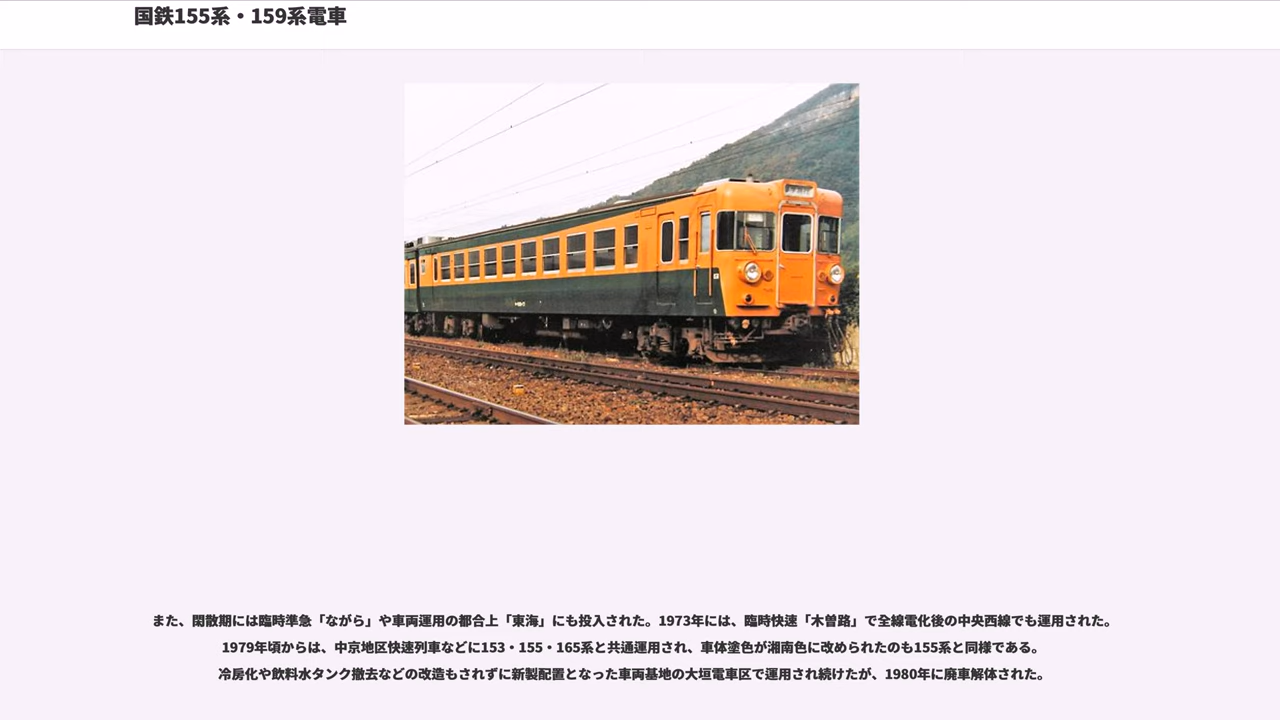 国鉄155系・159系電車
また、閑散期には臨時準急「ながら」や車両運用の都合上「東海」にも投入された。1973年には、臨時快速「木曽路」で全線電化後の中央西線でも運用された。
1979年頃からは、中京地区快速列車などに153・155・165系と共通運用され、車体塗色が湘南色に改められたのも155系と同様である。
冷房化や飲料水タンク撤去などの改造もされずに新製配置となった車両基地の大垣電車区で運用され続けたが、1980年に廃車解体された。